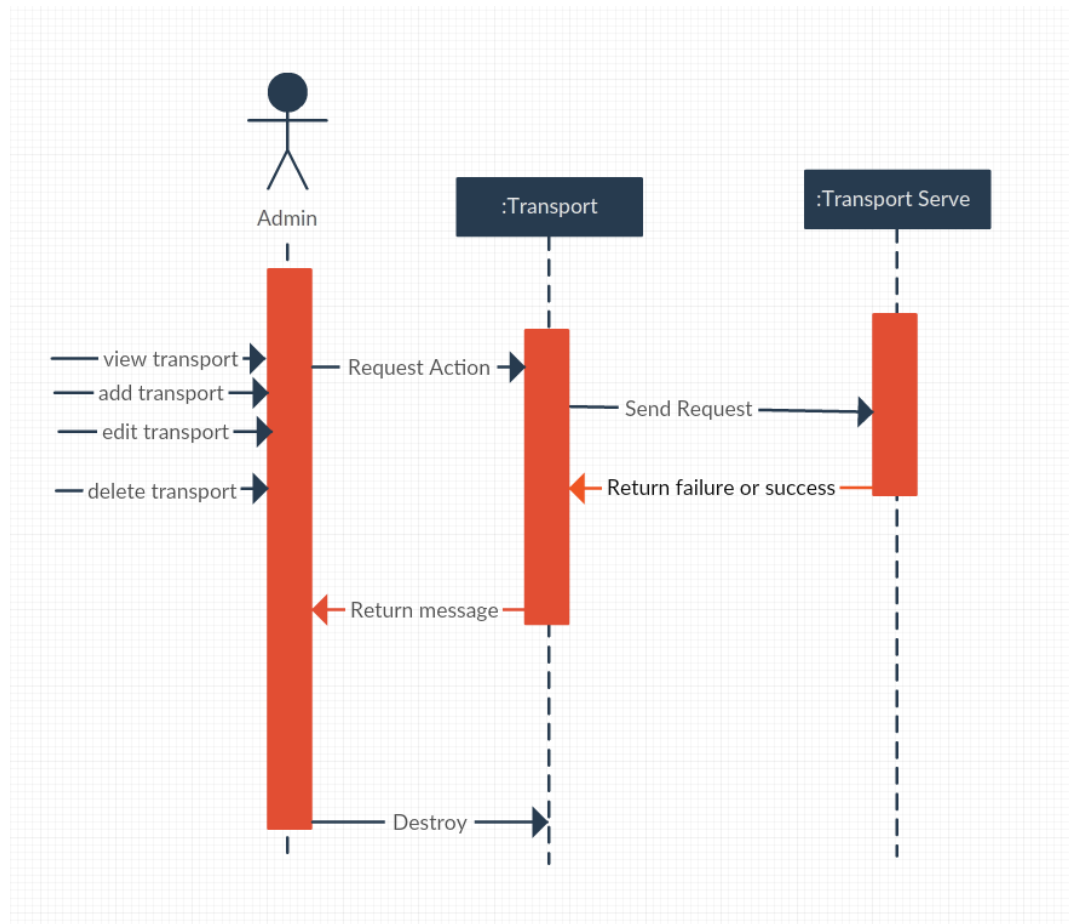 Admin
:Transport
:Transport Serve
view transport
Request Action
add transport
Send Request
edit transport
delete transport
Return failure or success
Return message
Destroy